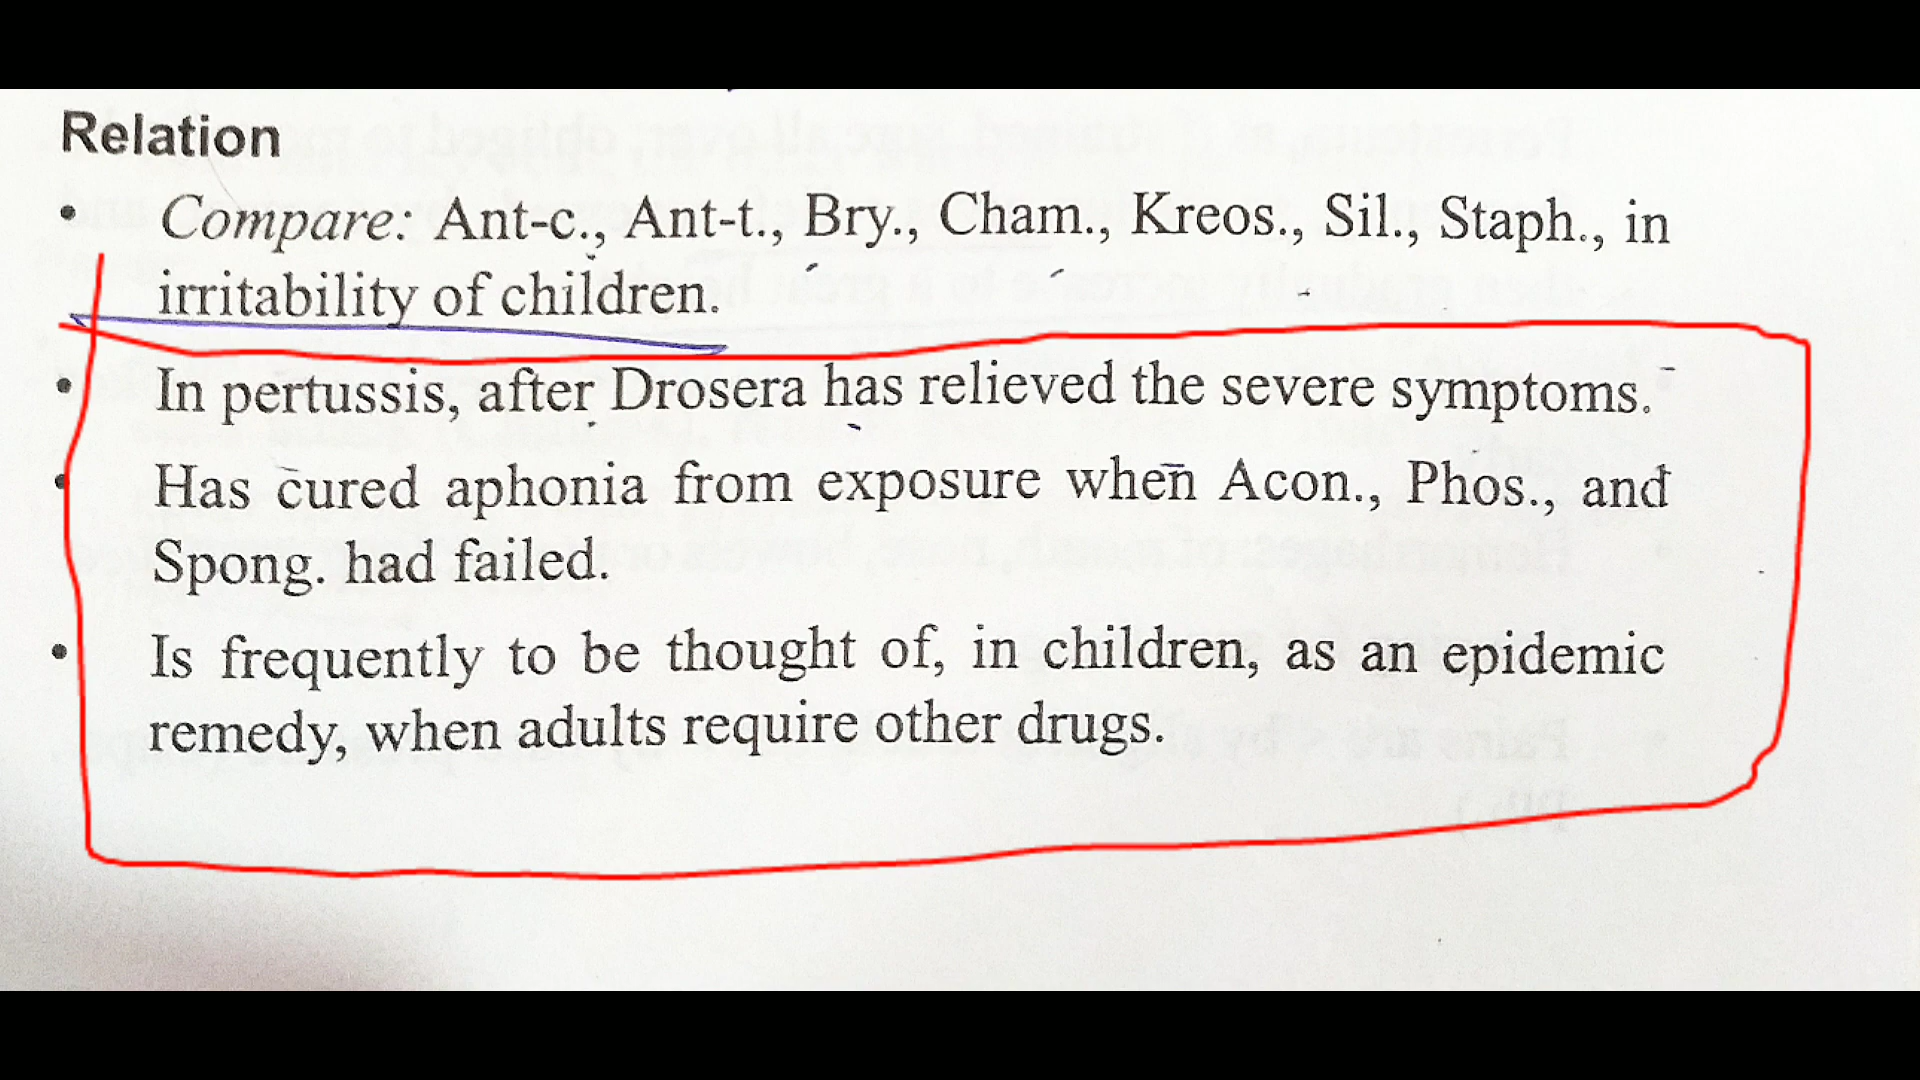 Relation
• Compare: Ant-c., Ant-t., Bry., Cham., Kreos., Sil., Staph., in
irritability of children.
• In pertussis, after Drosera has relieved the severe symptoms.
• Has cured aphonia from exposure when Acon., Phos., and
Spong. had failed.
• Is frequently to be thought of, in children, as an epidemic
remedy, when adults require other drugs.